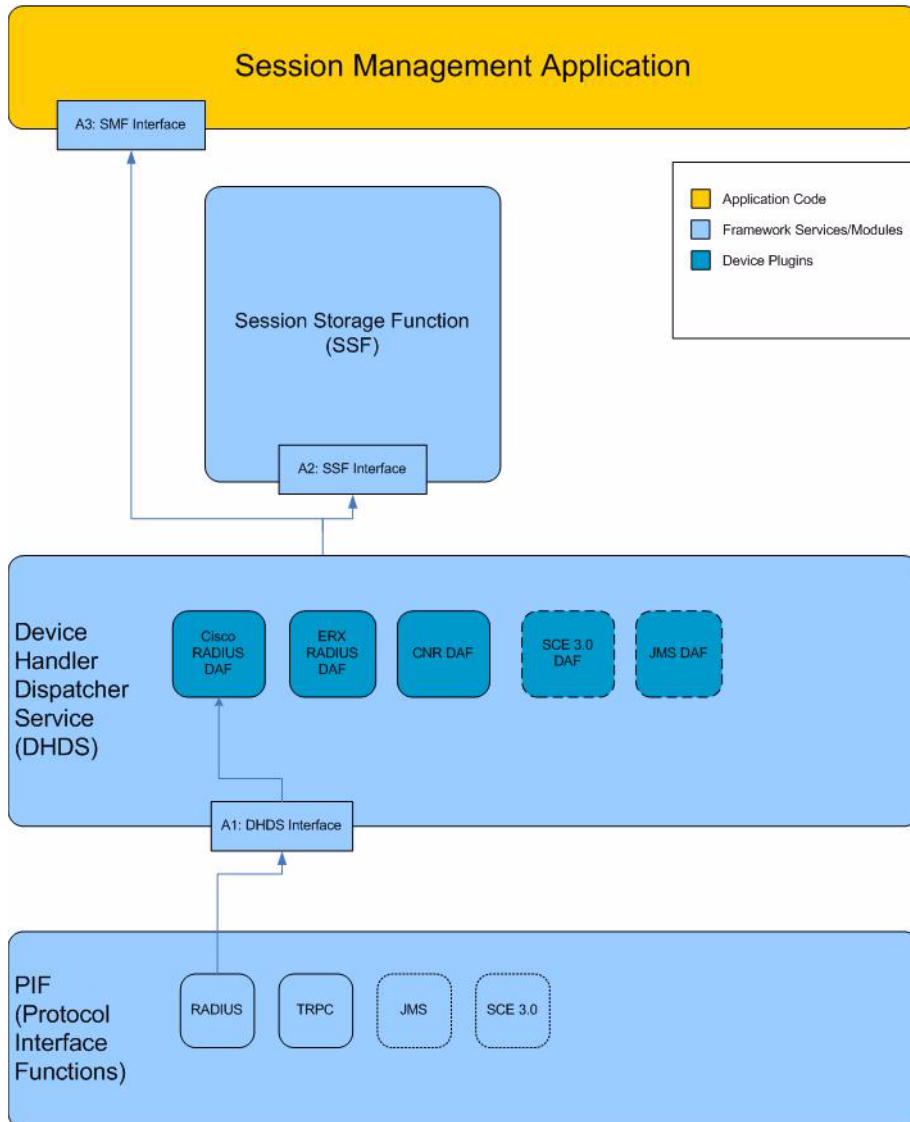 Session Management Application
A3: SMF Interface
Application Code
Framework Services/Modules
Device Plugins
Session Storage Function
(SSF)
A2: SSF Interface
Device
Handler
Dispatcher
Service
(DHDS)
Cisco
RADIUS
DAF
ERX
RADIUS
DAF
CNR DAF
SCE 3.0
DAF
JMS DAF
A1: DHDS Interface
PIF
(Protocol
Interface
Functions)
RADIUS
TRPC
JMS
SCE 3.0